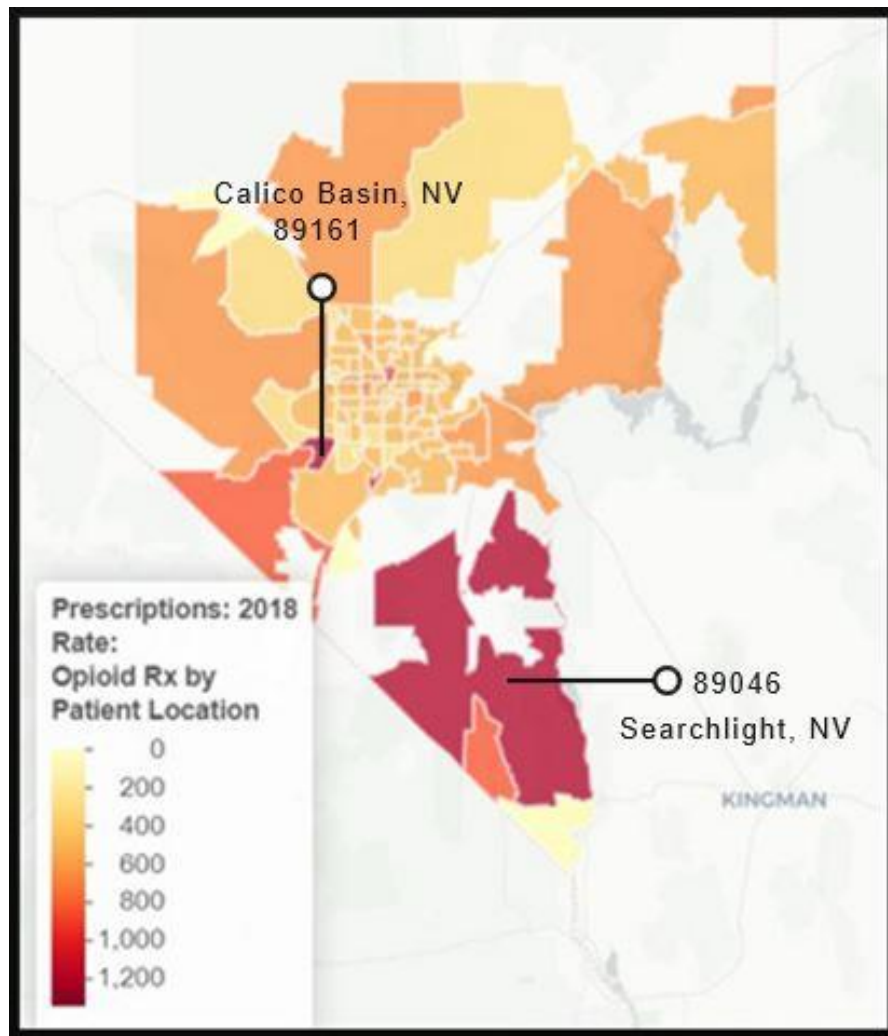 Calico Basin, NV
89161
89046
Searchlight, NV
KINGMAN
Prescriptions: 2018
Rate:
Opioid Rx by
Patient Location
0
200
400
600
800
1,000
1,200